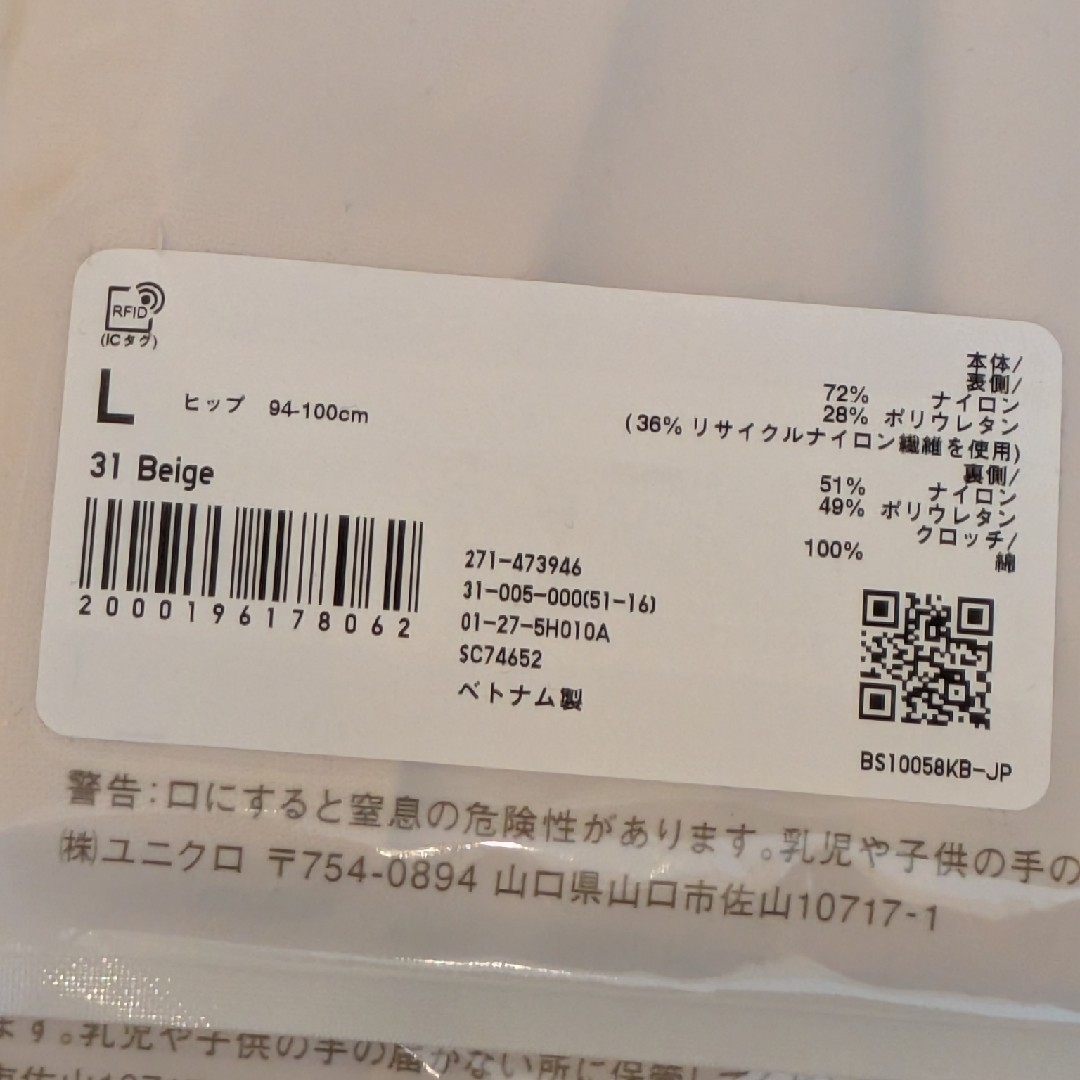 RFID
(ICタグ)
L ヒップ 94-100cm
31 Beige
2000196178062
271-473946
31-005-000(51-16)
01-27-5H010A
SC74652
ベトナム製
本体/
表側/
72% ナイロン
28% ポリウレタン
(36% リサイクルナイロン繊維を使用)
裏側/
51% ナイロン
49% ポリウレタン
クロッチ/
100% 綿
BS10058KB-JP
警告:口にすると窒息の危険性があります。乳児や子供の手の
(株)ユニクロ 〒754-0894 山口県山口市佐山10717-1
ます。乳児や子供の手の届かない所に保管して